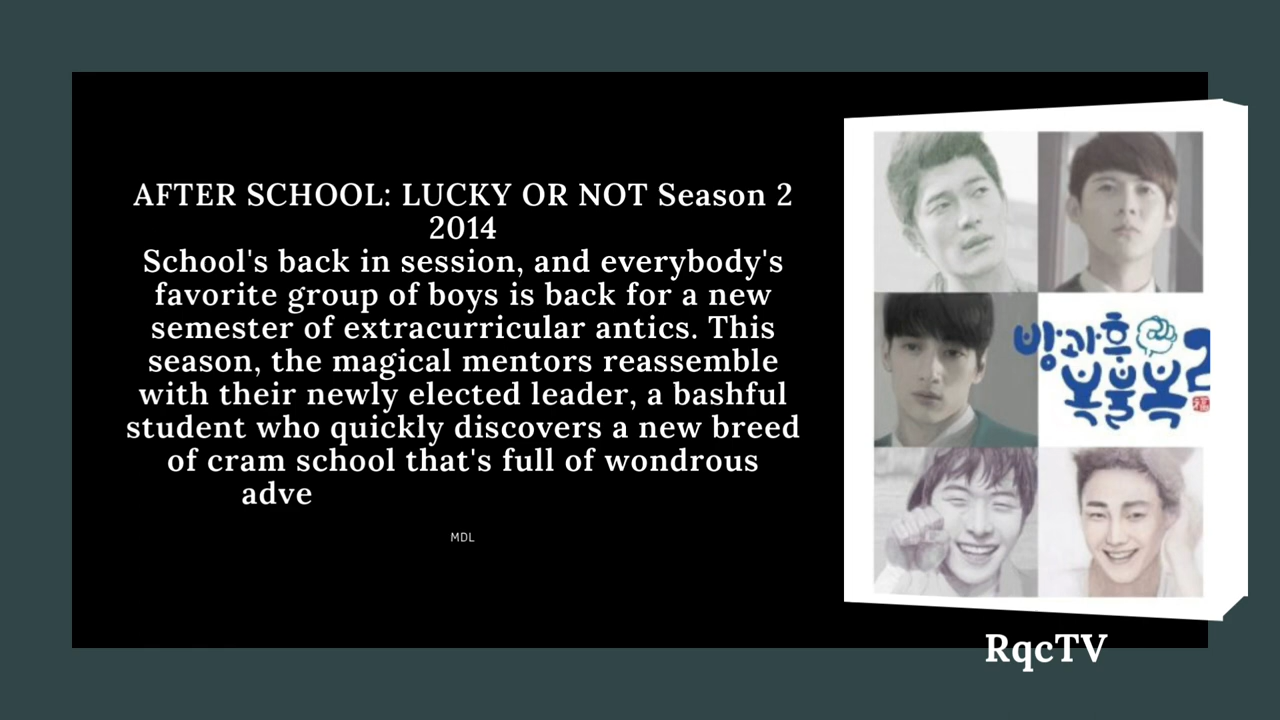 AFTER SCHOOL: LUCKY OR NOT Season 2
2014
School's back in session, and everybody's
favorite group of boys is back for a new
semester of extracurricular antics. This
season, the magical mentors reassemble
with their newly elected leader, a bashful
student who quickly discovers a new breed
of cram school that's full of wondrous
adve
MDL
방과후
복불복2
福
RqcTV